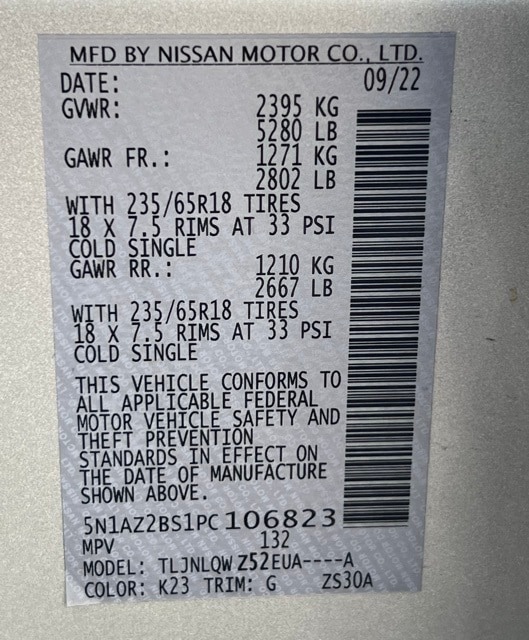 MFD BY NISSAN MOTOR CO., LTD.
DATE: 09/22
GVWR: 2395 KG
5280 LB
GAWR FR.: 1271 KG
2802 LB
WITH 235/65R18 TIRES
18 X 7.5 RIMS AT 33 PSI
COLD SINGLE
GAWR RR.: 1210 KG
2667 LB
WITH 235/65R18 TIRES
18 X 7.5 RIMS AT 33 PSI
COLD SINGLE
THIS VEHICLE CONFORMS TO
ALL APPLICABLE FEDERAL
MOTOR VEHICLE SAFETY AND
THEFT PREVENTION
STANDARDS IN EFFECT ON
THE DATE OF MANUFACTURE
SHOWN ABOVE.
5N1AZ2BS1PC106823
MPV 132
MODEL: TLJNLQWZ52EUA----A
COLOR: K23 TRIM: G ZS30A